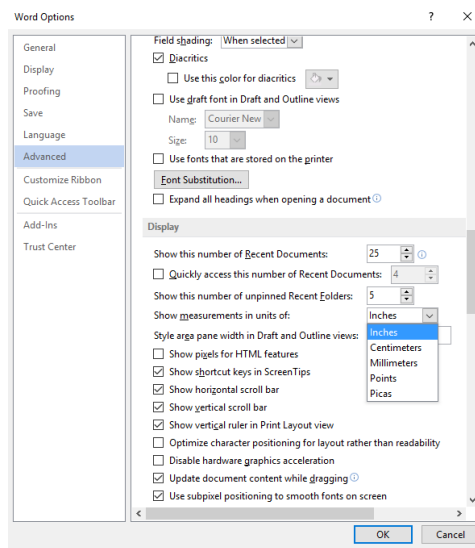 Word Options ? ×
General
Display
Proofing
Save
Language
Advanced
Customize Ribbon
Quick Access Toolbar
Add-Ins
Trust Center
Field shading: When selected
Diacritics
Use this color for diacritics
Use draft font in Draft and Outline views
Name: Courier New
Size: 10
Use fonts that are stored on the printer
Font Substitution...
Expand all headings when opening a document
Display
Show this number of Recent Documents: 25
Quickly access this number of Recent Documents: 4
Show this number of unpinned Recent Folders: 5
Show measurements in units of: Inches
Inches
Style area pane width in Draft and Outline views:
Centimeters
Millimeters
Points
Picas
Show pixels for HTML features
Show shortcut keys in ScreenTips
Show horizontal scroll bar
Show vertical scroll bar
Show vertical ruler in Print Layout view
Optimize character positioning for layout rather than readability
Disable hardware graphics acceleration
Update document content while dragging
Use subpixel positioning to smooth fonts on screen
OK Cancel